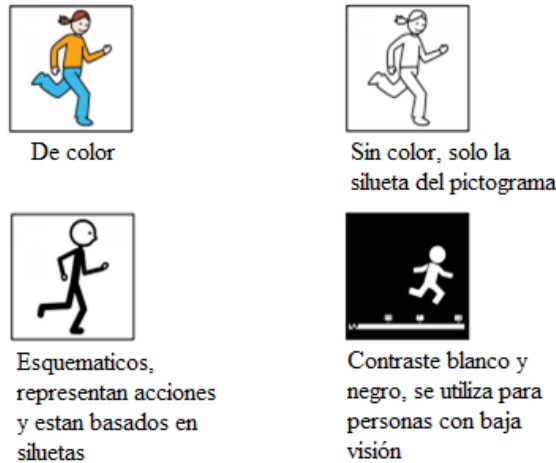 De color
Sin color, solo la
silueta del pictograma
Esquematicos,
representan acciones
y estan basados en
siluetas
Contraste blanco y
negro, se utiliza para
personas con baja
visión